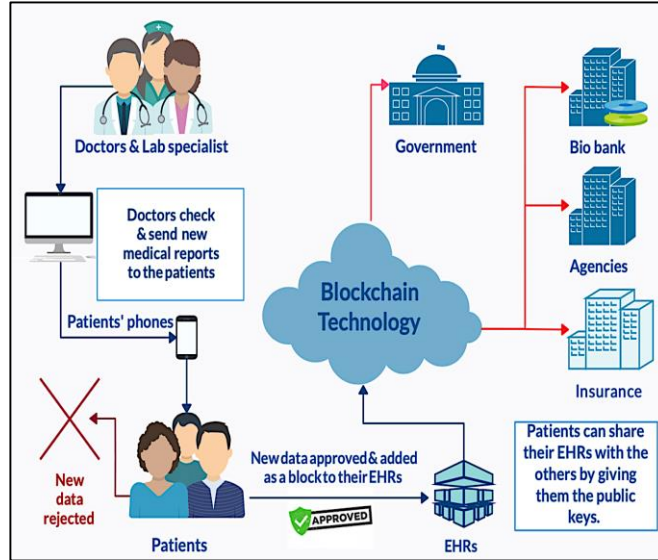 Doctors & Lab specialist
Government
Bio bank
Doctors check
& send new
medical reports
to the patients
Agencies
Blockchain
Technology
Patients' phones
Insurance
New
data
rejected
New data approved & added
as a block to their EHRs
APPROVED
Patients
EHRs
Patients can share
their EHRs with the
others by giving
them the public
keys.